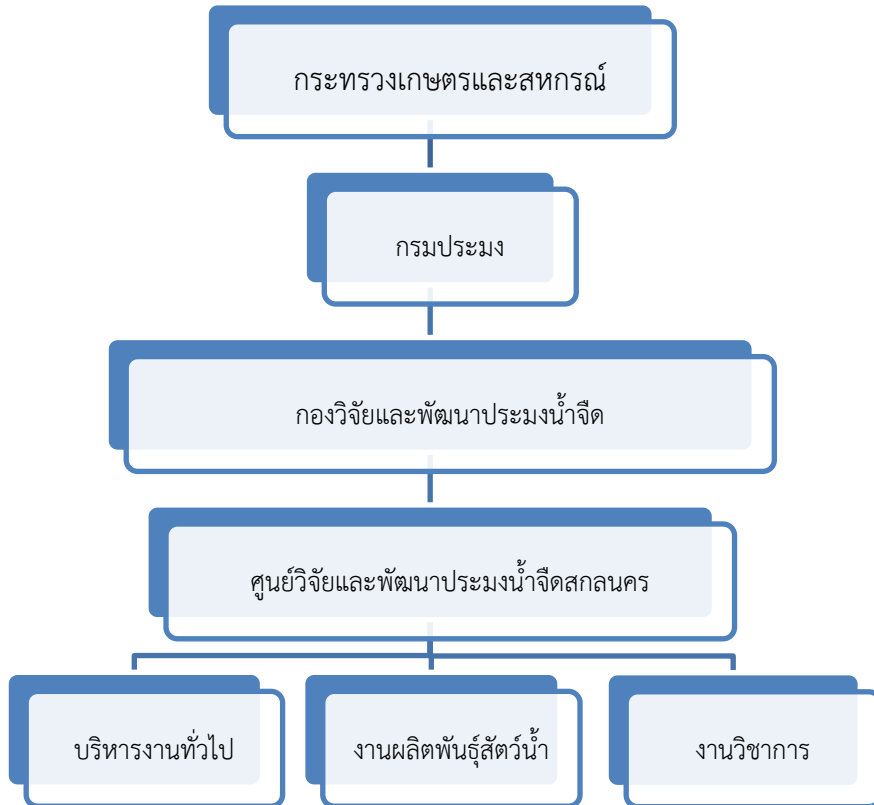 กระทรวงเกษตรและสหกรณ์
กรมประมง
กองวิจัยและพัฒนาประมงน้ำจืด
ศูนย์วิจัยและพัฒนาประมงน้ำจืดสกลนคร
บริหารงานทั่วไป
งานผลิตพันธุ์สัตว์น้ำ
งานวิชาการ